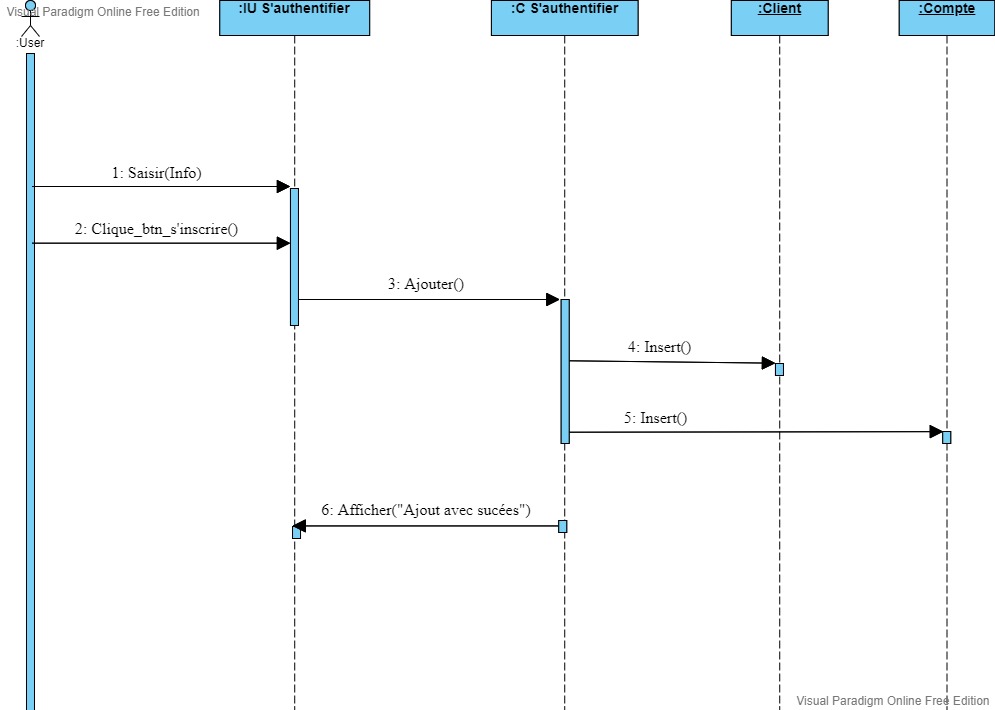 Visual Paradigm Online Free Edition
:User
:IU S'authentifier
:C S'authentifier
:Client
:Compte
1: Saisir(Info)
2: Clique_btn_s'inscrire()
3: Ajouter()
4: Insert()
5: Insert()
6: Afficher("Ajout avec sucées")
Visual Paradigm Online Free Edition